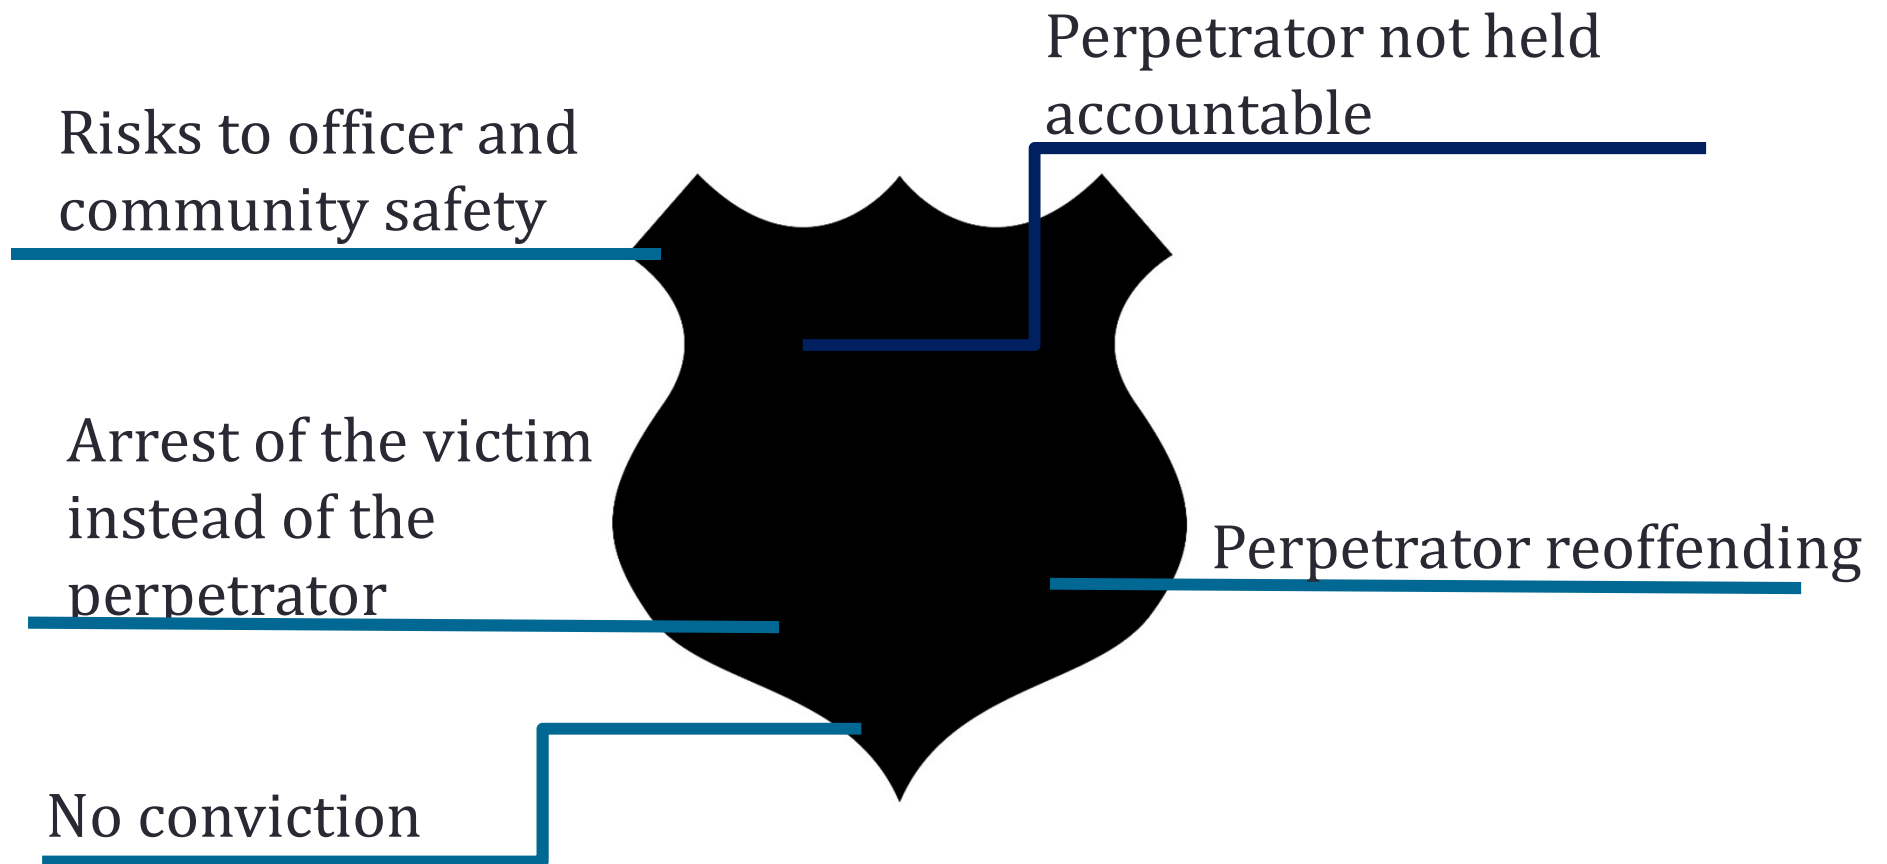 Perpetrator not held
accountable
Risks to officer and
community safety
Arrest of the victim
instead of the
perpetrator
Perpetrator reoffending
No conviction